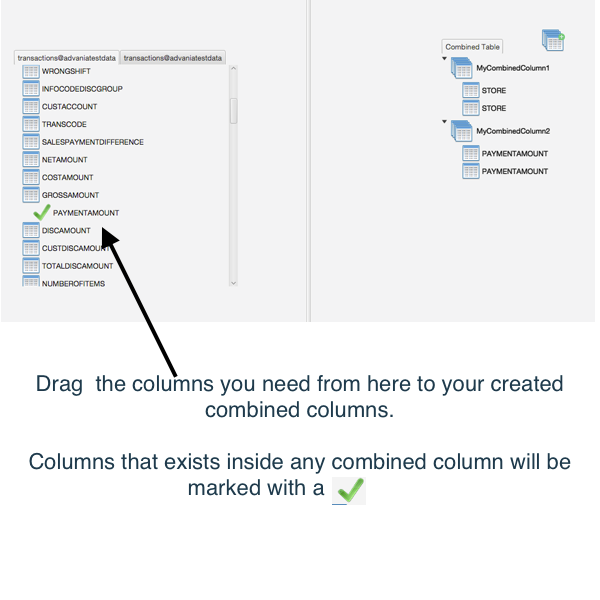 transactions@advaniatestdata transactions@advaniatestdata
WRONGSHIFT
INFOCODEDISCGROUP
CUSTACCOUNT
TRANSCODE
SALESPAYMENTDIFFERENCE
NETAMOUNT
COSTAMOUNT
GROSSAMOUNT
PAYMENTAMOUNT
DISCAMOUNT
CUSTDISCAMOUNT
TOTALDISCAMOUNT
NUMBEROFITEMS
Combined Table
MyCombinedColumn1
STORE
STORE
MyCombinedColumn2
PAYMENTAMOUNT
PAYMENTAMOUNT
Drag the columns you need from here to your created
combined columns.
Columns that exists inside any combined column will be
marked with a